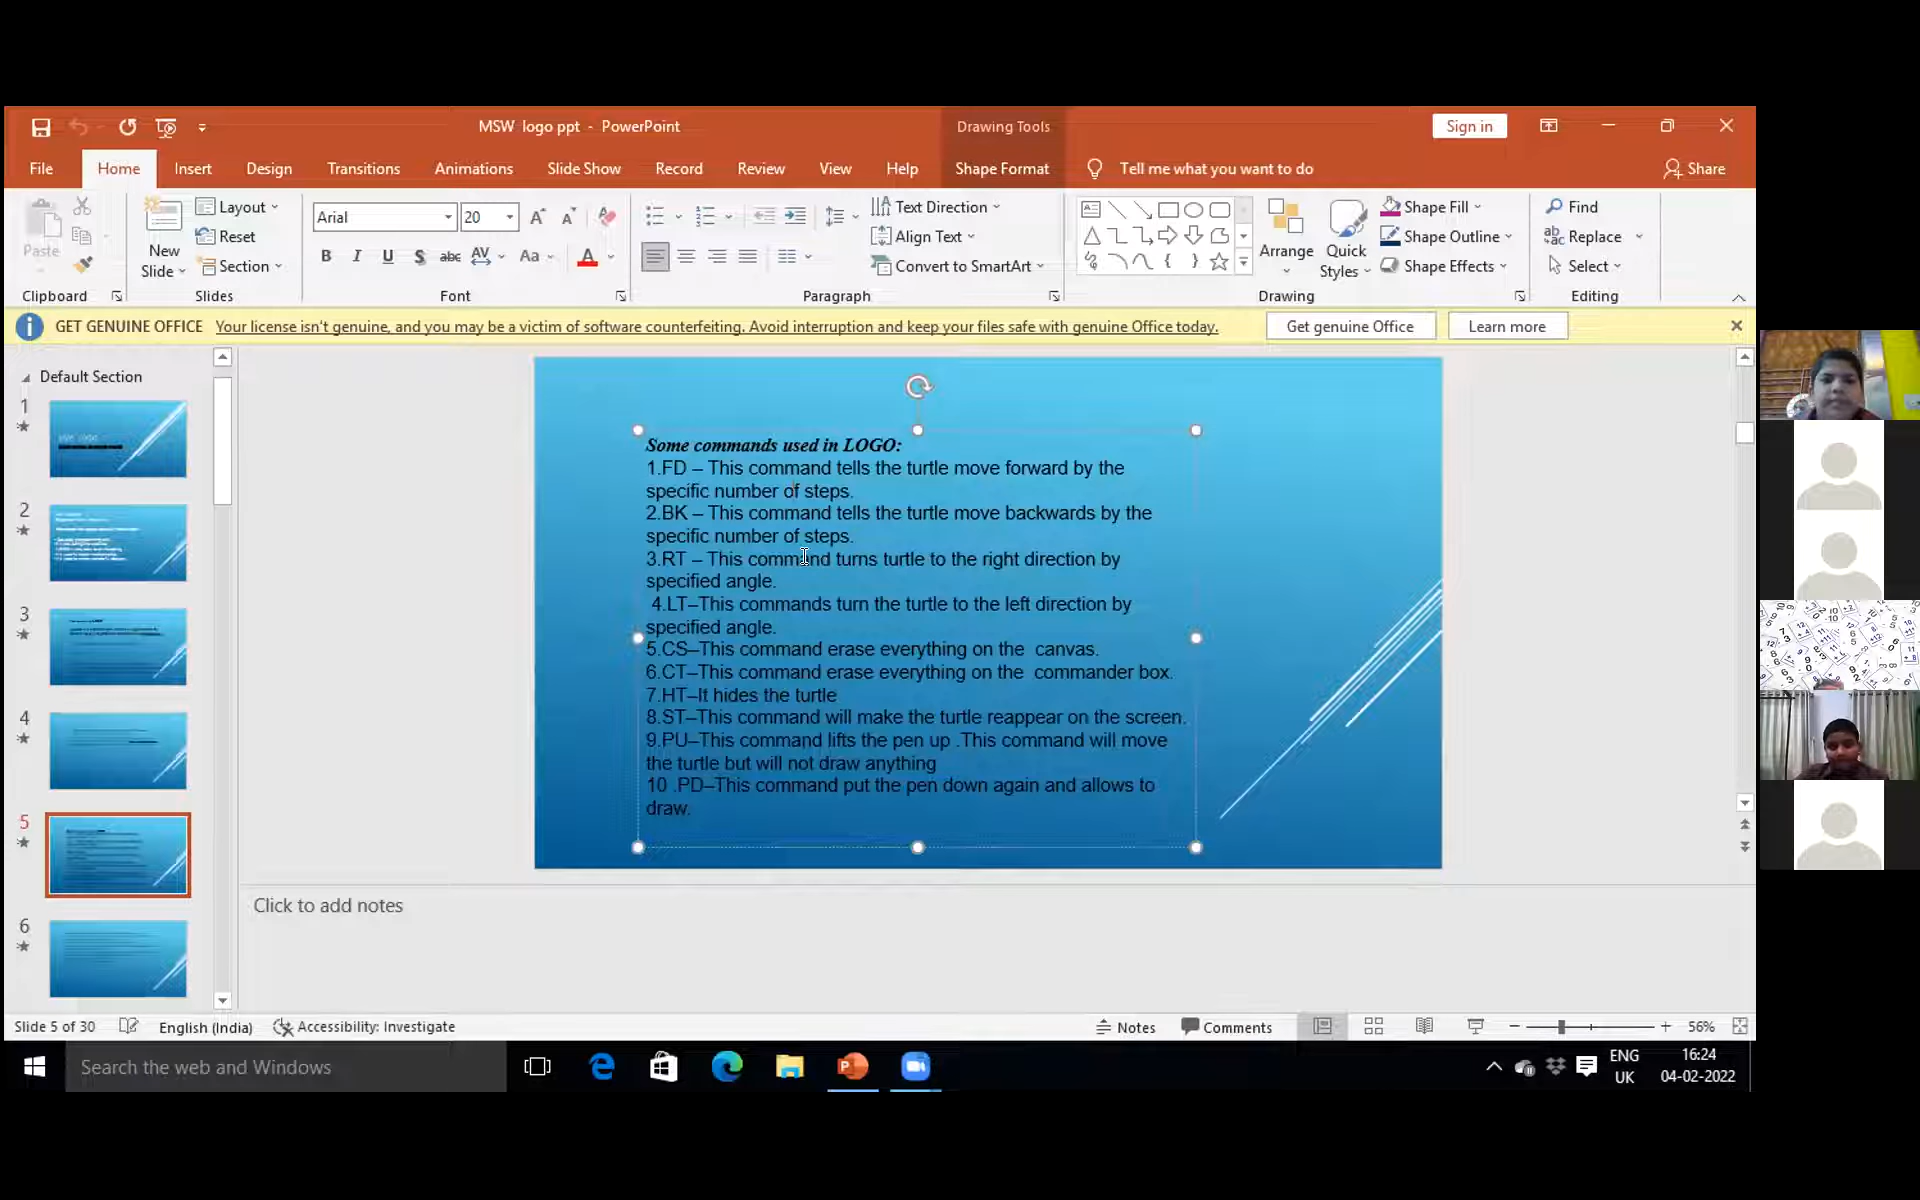 MSW logo ppt - PowerPoint
Drawing Tools
Sign in
File Home Insert Design Transitions Animations Slide Show Record Review View Help Shape Format Tell me what you want to do Share
Paste
New Slide
Layout
Reset
Section
Arial 20
B I U S abc AV Aa A
Text Direction
Align Text
Convert to SmartArt
Arrange
Quick Styles
Shape Fill
Shape Outline
Shape Effects
Find
Replace
Select
Clipboard Slides Font Paragraph Drawing Editing
GET GENUINE OFFICE Your license isn't genuine, and you may be a victim of software counterfeiting. Avoid interruption and keep your files safe with genuine Office today. Get genuine Office Learn more
Default Section
1
2
3
4
5
6
Some commands used in LOGO:
1.FD – This command tells the turtle move forward by the
specific number of steps.
2.BK – This command tells the turtle move backwards by the
specific number of steps.
3.RT – This command turns turtle to the right direction by
specified angle.
4.LT–This commands turn the turtle to the left direction by
specified angle.
5.CS–This command erase everything on the canvas.
6.CT–This command erase everything on the commander box.
7.HT–It hides the turtle
8.ST–This command will make the turtle reappear on the screen.
9.PU–This command lifts the pen up .This command will move
the turtle but will not draw anything
10 .PD–This command put the pen down again and allows to
draw.
Click to add notes
Slide 5 of 30 English (India) Accessibility: Investigate Notes Comments 56%
Search the web and Windows
ENG
UK
16:24
04-02-2022